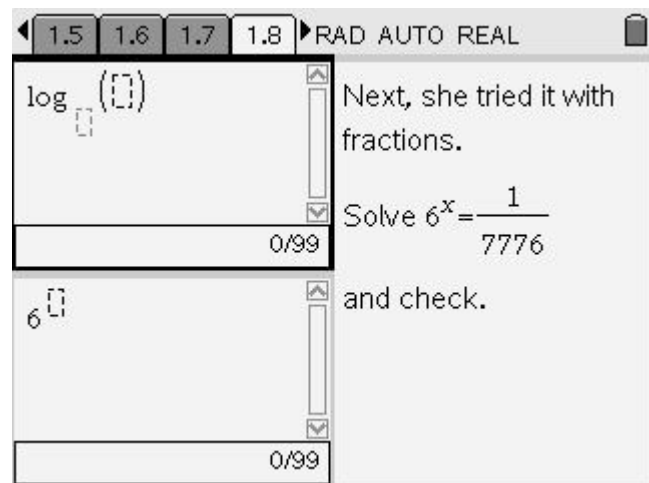 1.5 1.6 1.7 1.8 RAD AUTO REAL
log ()
0/99
6
0/99
Next, she tried it with
fractions.
Solve 6^x = 1/7776
and check.